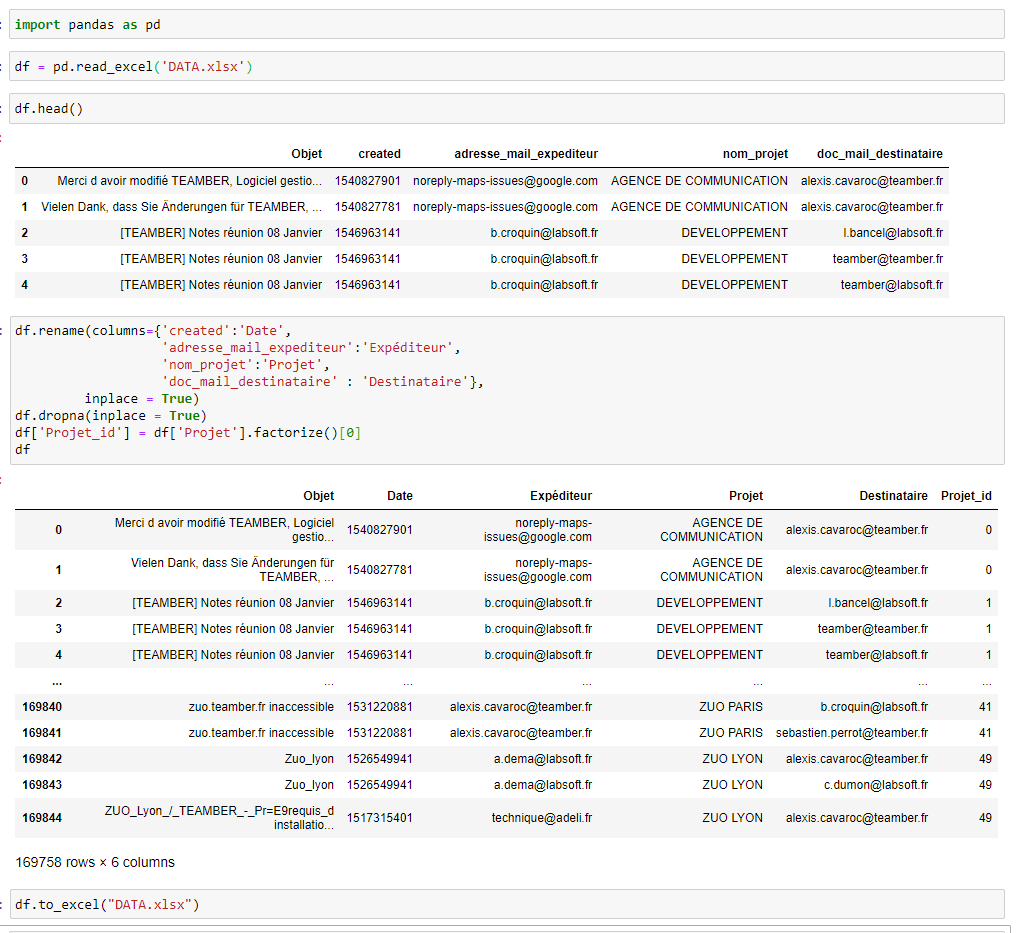 import pandas as pd
df = pd.read_excel('DATA.xlsx')
df.head()
Objet created adresse_mail_expediteur nom_projet doc_mail_destinataire
0 Merci d avoir modifié TEAMBER, Logiciel gestio... 1540827901 noreply-maps-issues@google.com AGENCE DE COMMUNICATION alexis.cavaroc@teamber.fr
1 Vielen Dank, dass Sie Änderungen für TEAMBER, ... 1540827781 noreply-maps-issues@google.com AGENCE DE COMMUNICATION alexis.cavaroc@teamber.fr
2 [TEAMBER] Notes réunion 08 Janvier 1546963141 b.croquin@labsoft.fr DEVELOPPEMENT l.bancel@labsoft.fr
3 [TEAMBER] Notes réunion 08 Janvier 1546963141 b.croquin@labsoft.fr DEVELOPPEMENT teamber@teamber.fr
4 [TEAMBER] Notes réunion 08 Janvier 1546963141 b.croquin@labsoft.fr DEVELOPPEMENT teamber@labsoft.fr
df.rename(columns={'created':'Date',
'adresse_mail_expediteur':'Expéditeur',
'nom_projet':'Projet',
'doc_mail_destinataire' : 'Destinataire'},
inplace = True)
df.dropna(inplace = True)
df['Projet_id'] = df['Projet'].factorize()[0]
df
Objet Date Expéditeur Projet Destinataire Projet_id
0 Merci d avoir modifié TEAMBER, Logiciel gestio... 1540827901 noreply-maps-issues@google.com AGENCE DE COMMUNICATION alexis.cavaroc@teamber.fr 0
1 Vielen Dank, dass Sie Änderungen für TEAMBER, ... 1540827781 noreply-maps-issues@google.com AGENCE DE COMMUNICATION alexis.cavaroc@teamber.fr 0
2 [TEAMBER] Notes réunion 08 Janvier 1546963141 b.croquin@labsoft.fr DEVELOPPEMENT l.bancel@labsoft.fr 1
3 [TEAMBER] Notes réunion 08 Janvier 1546963141 b.croquin@labsoft.fr DEVELOPPEMENT teamber@teamber.fr 1
4 [TEAMBER] Notes réunion 08 Janvier 1546963141 b.croquin@labsoft.fr DEVELOPPEMENT teamber@labsoft.fr 1
... ... ... ... ... ... ...
169840 zuo.teamber.fr inaccessible 1531220881 alexis.cavaroc@teamber.fr ZUO PARIS b.croquin@labsoft.fr 41
169841 zuo.teamber.fr inaccessible 1531220881 alexis.cavaroc@teamber.fr ZUO PARIS sebastien.perrot@teamber.fr 41
169842 Zuo_lyon 1526549941 a.dema@labsoft.fr ZUO LYON alexis.cavaroc@teamber.fr 49
169843 Zuo_lyon 1526549941 a.dema@labsoft.fr ZUO LYON c.dumon@labsoft.fr 49
169844 ZUO_Lyon_/_TEAMBER_-_Pr=E9requis_d installatio... 1517315401 technique@adeli.fr ZUO LYON alexis.cavaroc@teamber.fr 49
169758 rows × 6 columns
df.to_excel("DATA.xlsx")